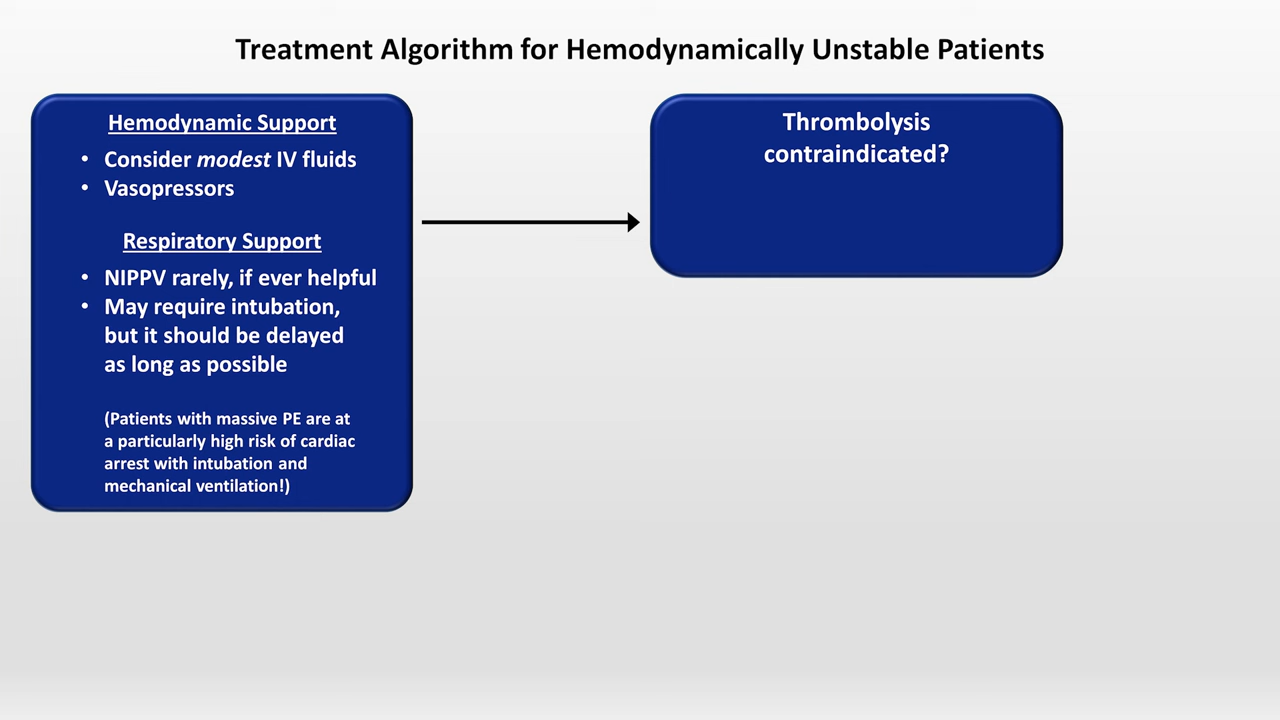 Treatment Algorithm for Hemodynamically Unstable Patients
Hemodynamic Support
• Consider modest IV fluids
• Vasopressors
Respiratory Support
• NIPPV rarely, if ever helpful
• May require intubation,
but it should be delayed
as long as possible
(Patients with massive PE are at
a particularly high risk of cardiac
arrest with intubation and
mechanical ventilation!)
Thrombolysis
contraindicated?